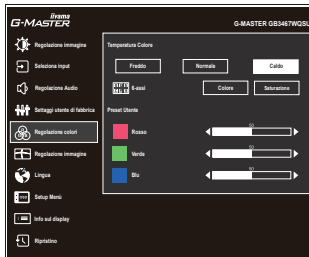 iiyama
G-MASTER
G-MASTER GB3467WQSU
Regolazione immagine
Seleziona input
Regolazione Audio
Settaggi utente di fabbrica
Regolazione colori
Regolazione immagine
Lingua
Setup Menù
Info sul display
Ripristino
Temperatura Colore
Freddo
Normale
Caldo
6-assi
Colore
Saturazione
Preset Utente
Rosso
50
Verde
50
Blu
50